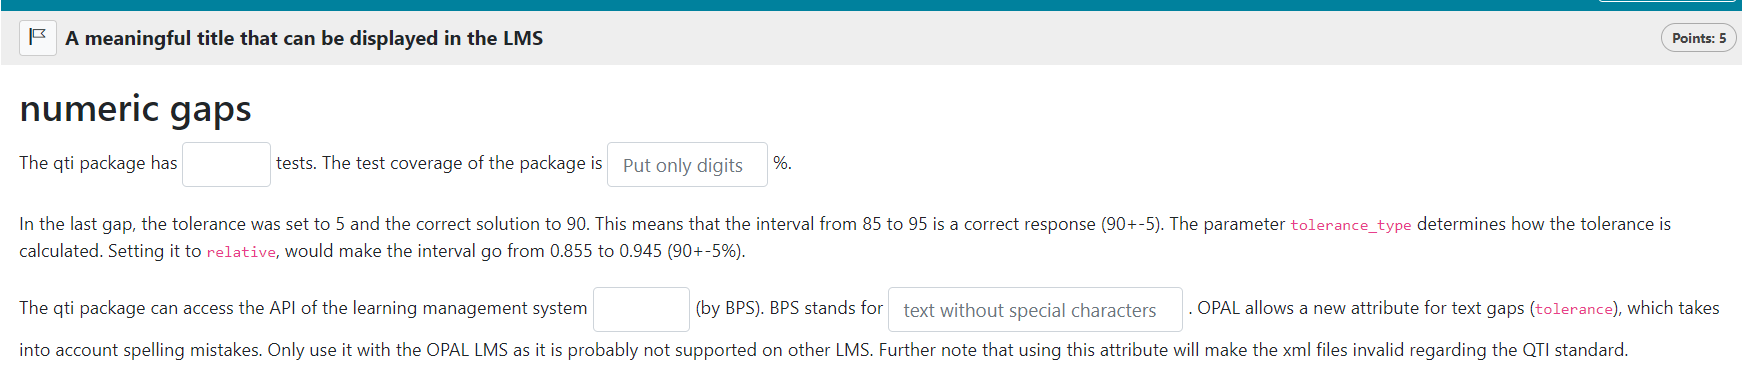 A meaningful title that can be displayed in the LMS
Points: 5
numeric gaps
The qti package has tests. The test coverage of the package is Put only digits %.
In the last gap, the tolerance was set to 5 and the correct solution to 90. This means that the interval from 85 to 95 is a correct response (90+-5). The parameter tolerance_type determines how the tolerance is
calculated. Setting it to relative, would make the interval go from 0.855 to 0.945 (90+-5%).
The qti package can access the API of the learning management system (by BPS). BPS stands for text without special characters . OPAL allows a new attribute for text gaps (tolerance), which takes
into account spelling mistakes. Only use it with the OPAL LMS as it is probably not supported on other LMS. Further note that using this attribute will make the xml files invalid regarding the QTI standard.